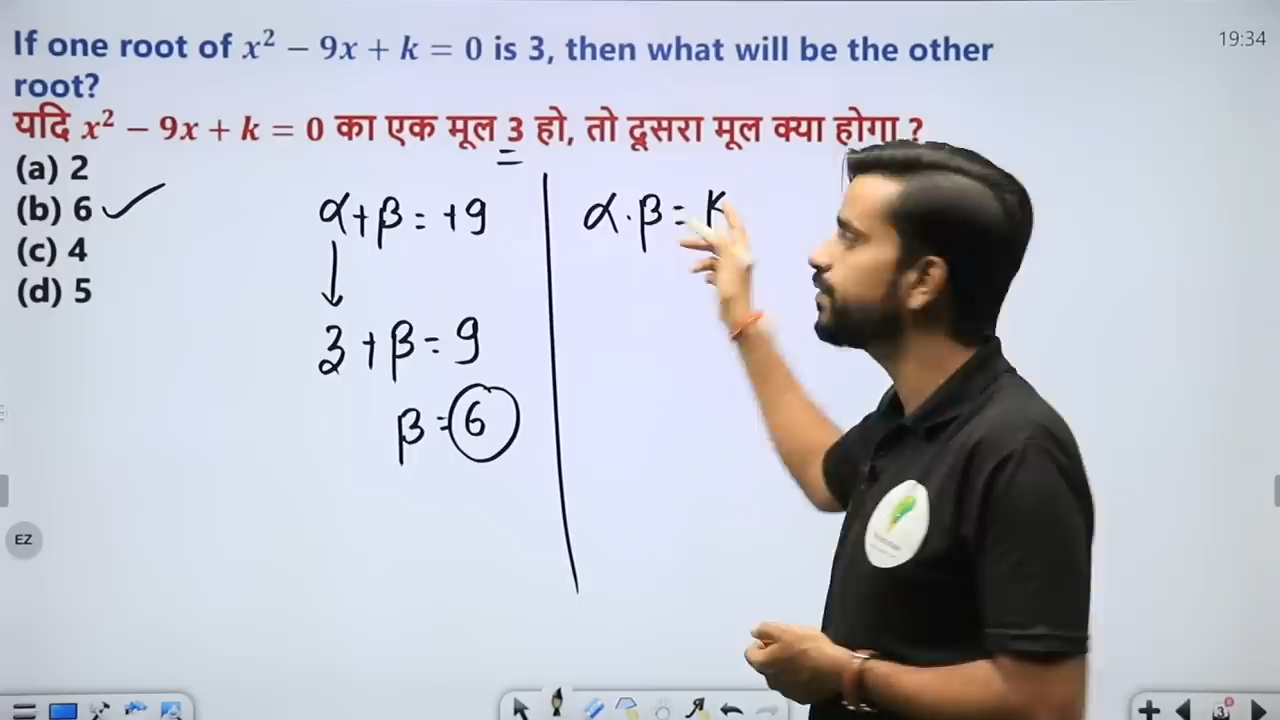 If one root of x² − 9x + k = 0 is 3, then what will be the other
root?
यदि x² − 9x + k = 0 का एक मूल 3 हो, तो दूसरा मूल क्या होगा ?
(a) 2
(b) 6
(c) 4
(d) 5
α+β = +9
3 + β = 9
β = 6
α.β = K
19:34
EZ
3